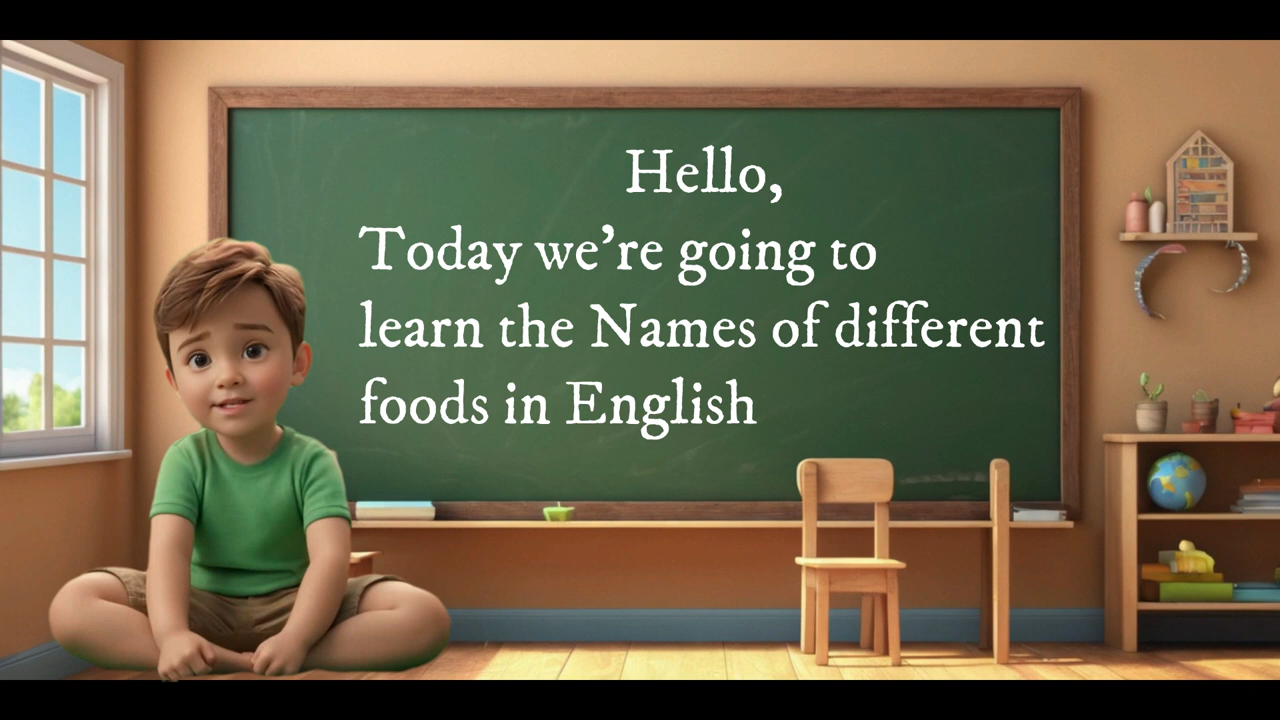 Hello,
Today we're going to
learn the Names of different
foods in English